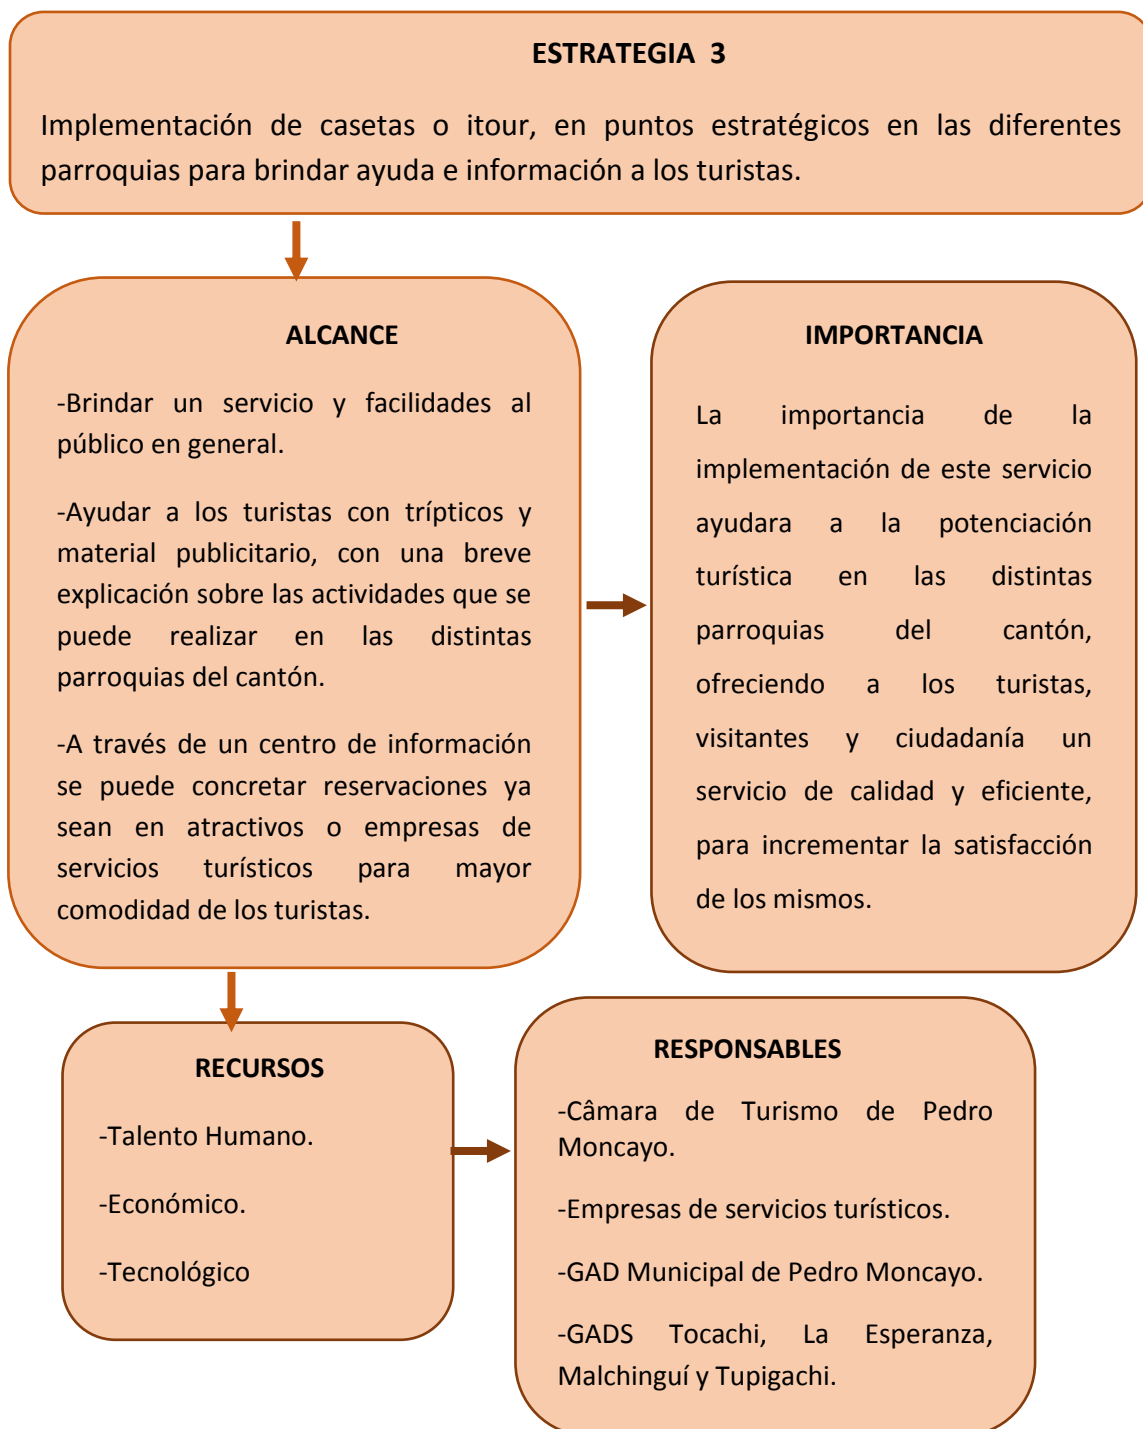 ESTRATEGIA 3
Implementación de casetas o itour, en puntos estratégicos en las diferentes
parroquias para brindar ayuda e información a los turistas.
ALCANCE
-Brindar un servicio y facilidades al
público en general.
-Ayudar a los turistas con trípticos y
material publicitario, con una breve
explicación sobre las actividades que se
puede realizar en las distintas
parroquias del cantón.
-A través de un centro de información
se puede concretar reservaciones ya
sean en atractivos o empresas de
servicios turísticos para mayor
comodidad de los turistas.
IMPORTANCIA
La importancia de la
implementación de este servicio
ayudara a la potenciación
turística en las distintas
parroquias del cantón,
ofreciendo a los turistas,
visitantes y ciudadanía un
servicio de calidad y eficiente,
para incrementar la satisfacción
de los mismos.
RECURSOS
-Talento Humano.
-Económico.
-Tecnológico
RESPONSABLES
-Câmara de Turismo de Pedro
Moncayo.
-Empresas de servicios turísticos.
-GAD Municipal de Pedro Moncayo.
-GADS Tocachi, La Esperanza,
Malchinguí y Tupigachi.